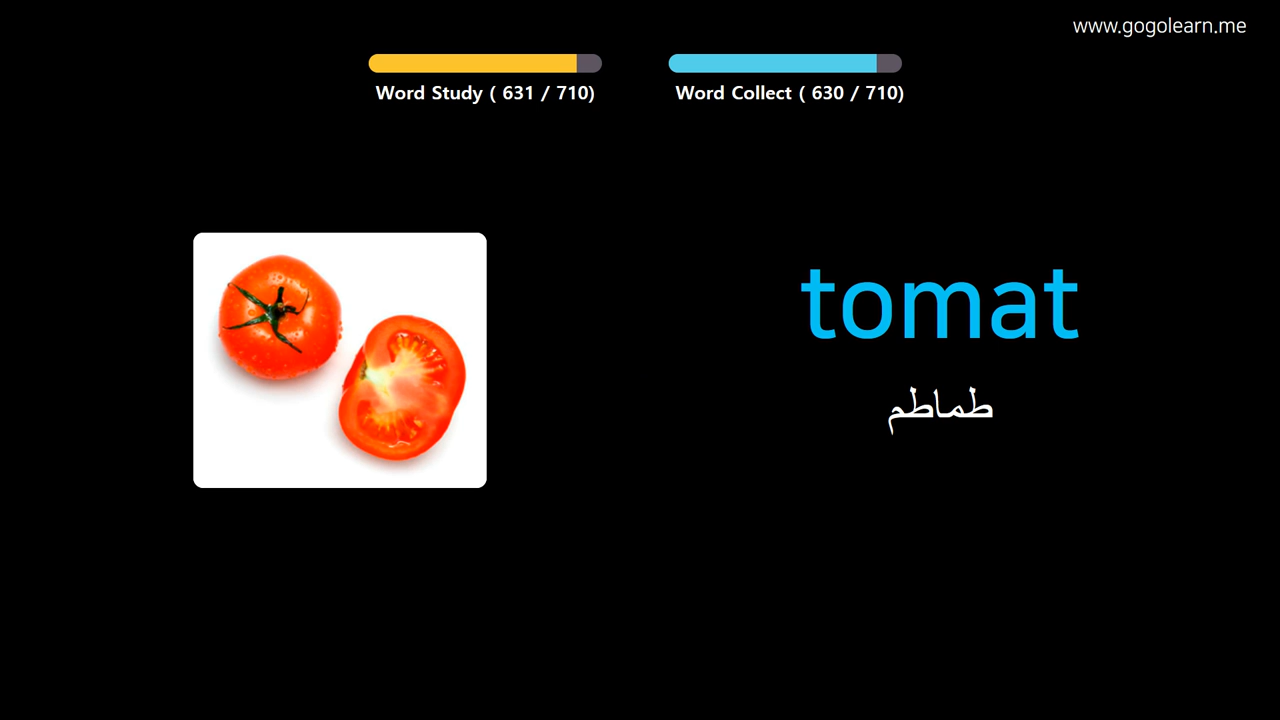 www.gogolearn.me
Word Study ( 631 / 710)
Word Collect ( 630 / 710)
tomat
طماطم